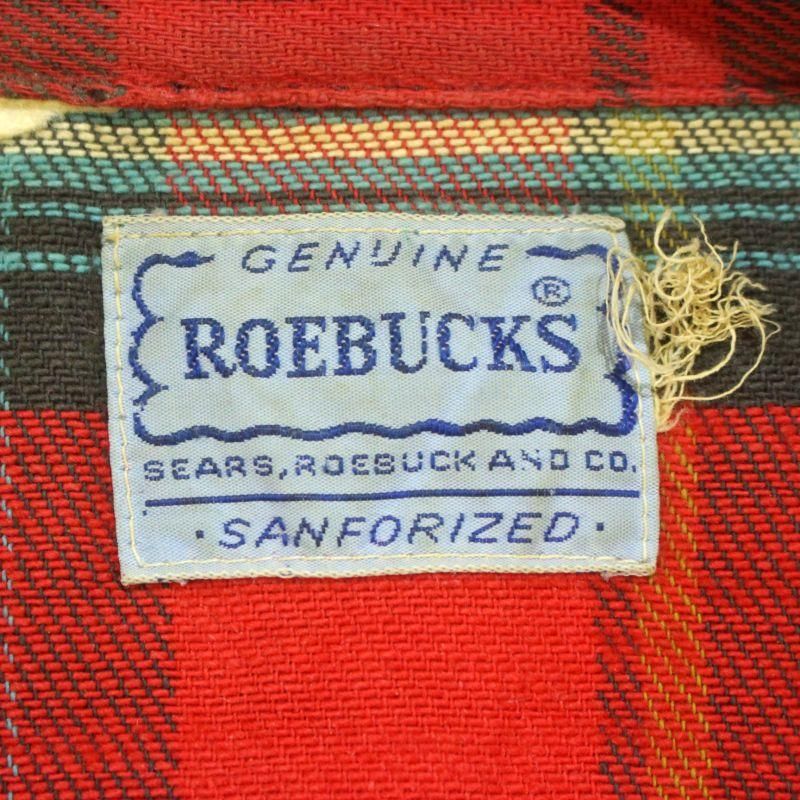 GENUINE
ROEBUCKS®
SEARS, ROEBUCK AND CO.
· SANFORIZED ·